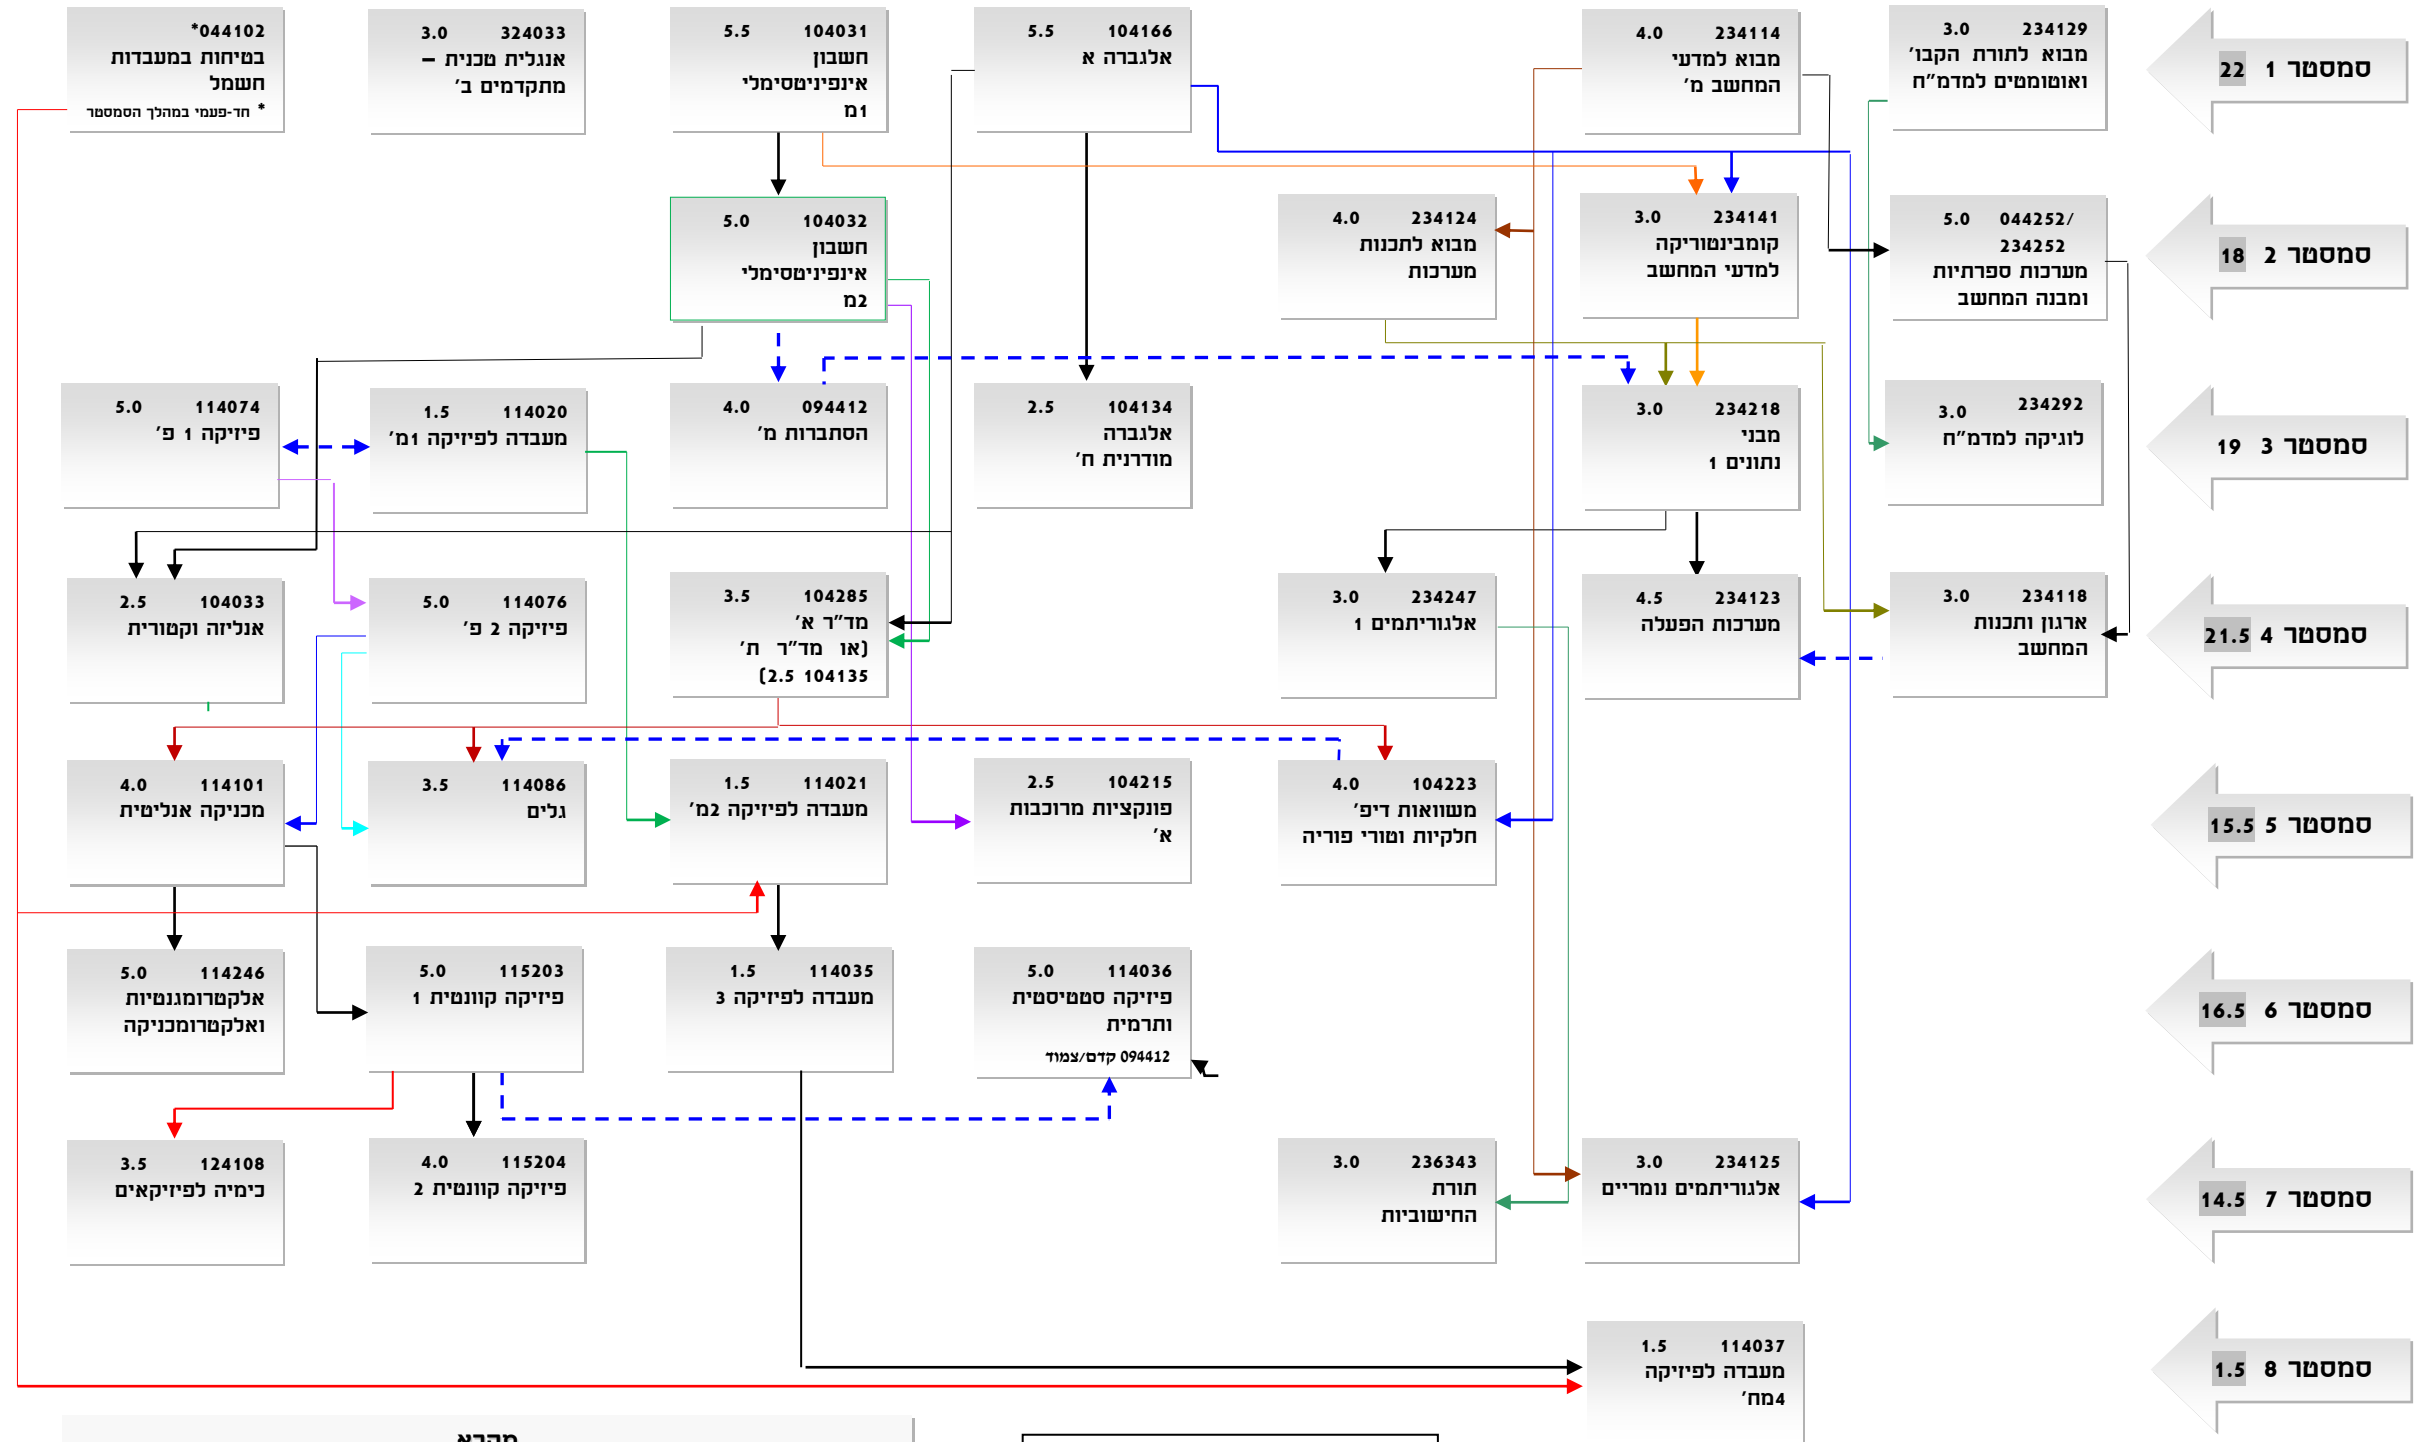 סמסטר 1 22
234129 3.0
מבוא לתורת הקבו'
ואוטומטים למדמ"ח
234114 4.0
מבוא למדעי
המחשב מ'
104166 5.5
אלגברה א
104031 5.5
חשבון
אינפיניטסימלי
1מ
324033 3.0
אנגלית טכנית –
מתקדמים ב'
044102*
בטיחות במעבדות
חשמל
* חד-פעמי במהלך הסמסטר
סמסטר 2 18
044252/ 5.0
234252
מערכות ספרתיות
ומבנה המחשב
234141 3.0
קומבינטוריקה
למדעי המחשב
234124 4.0
מבוא לתכנות
מערכות
104032 5.0
חשבון
אינפיניטסימלי
2מ
סמסטר 3 19
234292 3.0
לוגיקה למדמ"ח
234218 3.0
מבני
נתונים 1
104134 2.5
אלגברה
מודרנית ח'
094412 4.0
הסתברות מ'
114020 1.5
מעבדה לפיזיקה 1מ'
114074 5.0
פיזיקה 1 פ'
סמסטר 4 21.5
234118 3.0
ארגון ותכנות
המחשב
234123 4.5
מערכות הפעלה
234247 3.0
אלגוריתמים 1
104285 3.5
מד"ר א'
(או מד"ר ת'
104135 2.5)
114076 5.0
פיזיקה 2 פ'
104033 2.5
אנליזה וקטורית
סמסטר 5 15.5
104223 4.0
משוואות דיפ'
חלקיות וטורי פוריה
104215 2.5
פונקציות מרוכבות
א'
114021 1.5
מעבדה לפיזיקה 2מ'
114086 3.5
גלים
114101 4.0
מכניקה אנליטית
סמסטר 6 16.5
114036 5.0
פיזיקה סטטיסטית
ותרמית
094412 קדם/צמוד
114035 1.5
מעבדה לפיזיקה 3
115203 5.0
פיזיקה קוונטית 1
114246 5.0
אלקטרומגנטיות
ואלקטרומכניקה
סמסטר 7 14.5
234125 3.0
אלגוריתמים נומריים
236343 3.0
תורת
החישוביות
115204 4.0
פיזיקה קוונטית 2
124108 3.5
כימיה לפיזיקאים
סמסטר 8 1.5
114037 1.5
מעבדה לפיזיקה
4מח'
מקרא